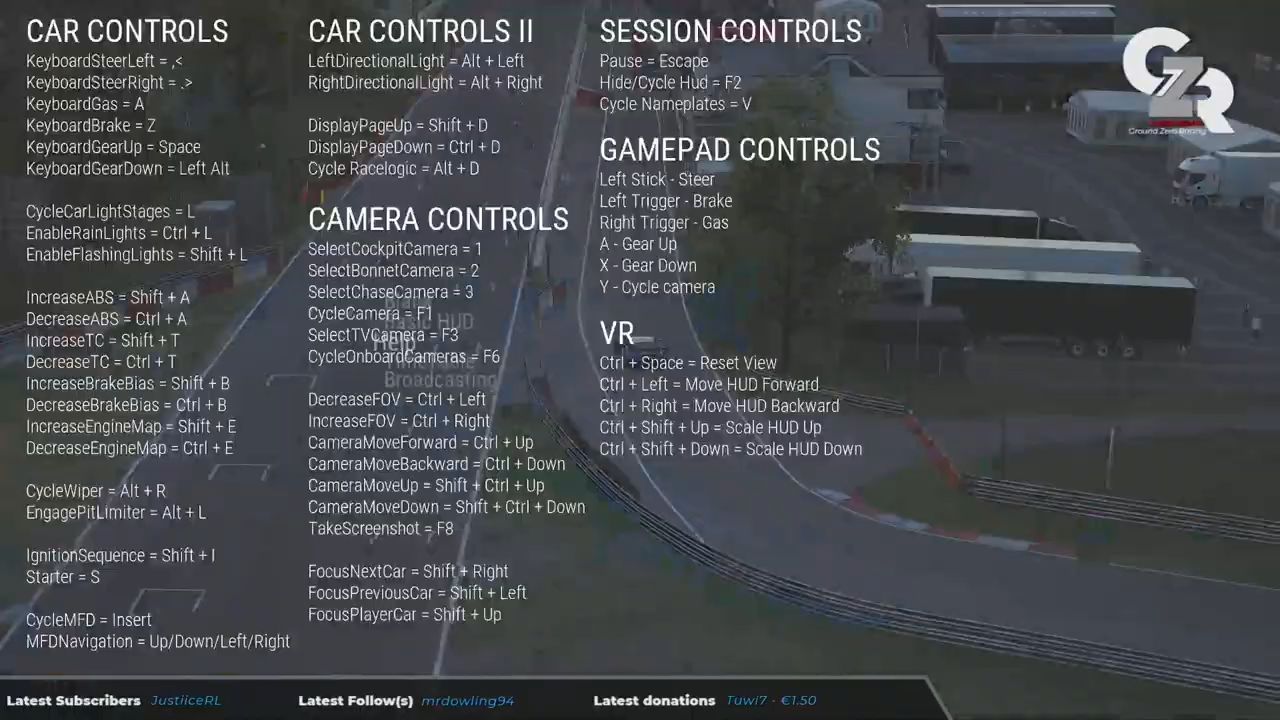 CAR CONTROLS
KeyboardSteerLeft = ,<
KeyboardSteerRight = .>
KeyboardGas = A
KeyboardBrake = Z
KeyboardGearUp = Space
KeyboardGearDown = Left Alt
CycleCarLightStages = L
EnableRainLights = Ctrl + L
EnableFlashingLights = Shift + L
IncreaseABS = Shift + A
DecreaseABS = Ctrl + A
IncreaseTC = Shift + T
DecreaseTC = Ctrl + T
IncreaseBrakeBias = Shift + B
DecreaseBrakeBias = Ctrl + B
IncreaseEngineMap = Shift + E
DecreaseEngineMap = Ctrl + E
CycleWiper = Alt + R
EngagePitLimiter = Alt + L
IgnitionSequence = Shift + I
Starter = S
CycleMFD = Insert
MFDNavigation = Up/Down/Left/Right
CAR CONTROLS II
LeftDirectionalLight = Alt + Left
RightDirectionalLight = Alt + Right
DisplayPageUp = Shift + D
DisplayPageDown = Ctrl + D
Cycle Racelogic = Alt + D
CAMERA CONTROLS
SelectCockpitCamera = 1
SelectBonnetCamera = 2
SelectChaseCamera = 3
CycleCamera = F1
SelectTVCamera = F3
CycleOnboardCameras = F6
Basic HUD
Help
Broadcasting
DecreaseFOV = Ctrl + Left
IncreaseFOV = Ctrl + Right
CameraMoveForward = Ctrl + Up
CameraMoveBackward = Ctrl + Down
CameraMoveUp = Shift + Ctrl + Up
CameraMoveDown = Shift + Ctrl + Down
TakeScreenshot = F8
FocusNextCar = Shift + Right
FocusPreviousCar = Shift + Left
FocusPlayerCar = Shift + Up
SESSION CONTROLS
Pause = Escape
Hide/Cycle Hud = F2
Cycle Nameplates = V
GAMEPAD CONTROLS
Left Stick - Steer
Left Trigger - Brake
Right Trigger - Gas
A - Gear Up
X - Gear Down
Y - Cycle camera
VR
Ctrl + Space = Reset View
Ctrl + Left = Move HUD Forward
Ctrl + Right = Move HUD Backward
Ctrl + Shift + Up = Scale HUD Up
Ctrl + Shift + Down = Scale HUD Down
GZR
Ground Zero Racing
Latest Subscribers JustiiceRL
Latest Follow(s) mrdowling94
Latest donations Tuwi7 - €1.50